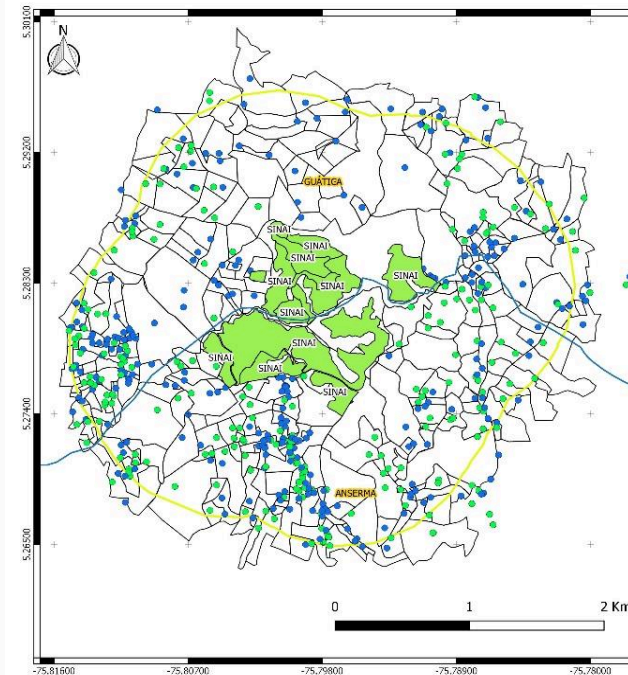 5.30100
N
5.29200
GUÁTICA
SINAI
SINAI
SINAI
SINAI
SINAI
SINAI
5.28300
SINAI
SINAI
SINAI
SINAI
SINAI
5.27400
ANSERMA
5.26500
0 1 2 Km
-75.81600 -75.80700 -75.79800 -75.78900 -75.78000